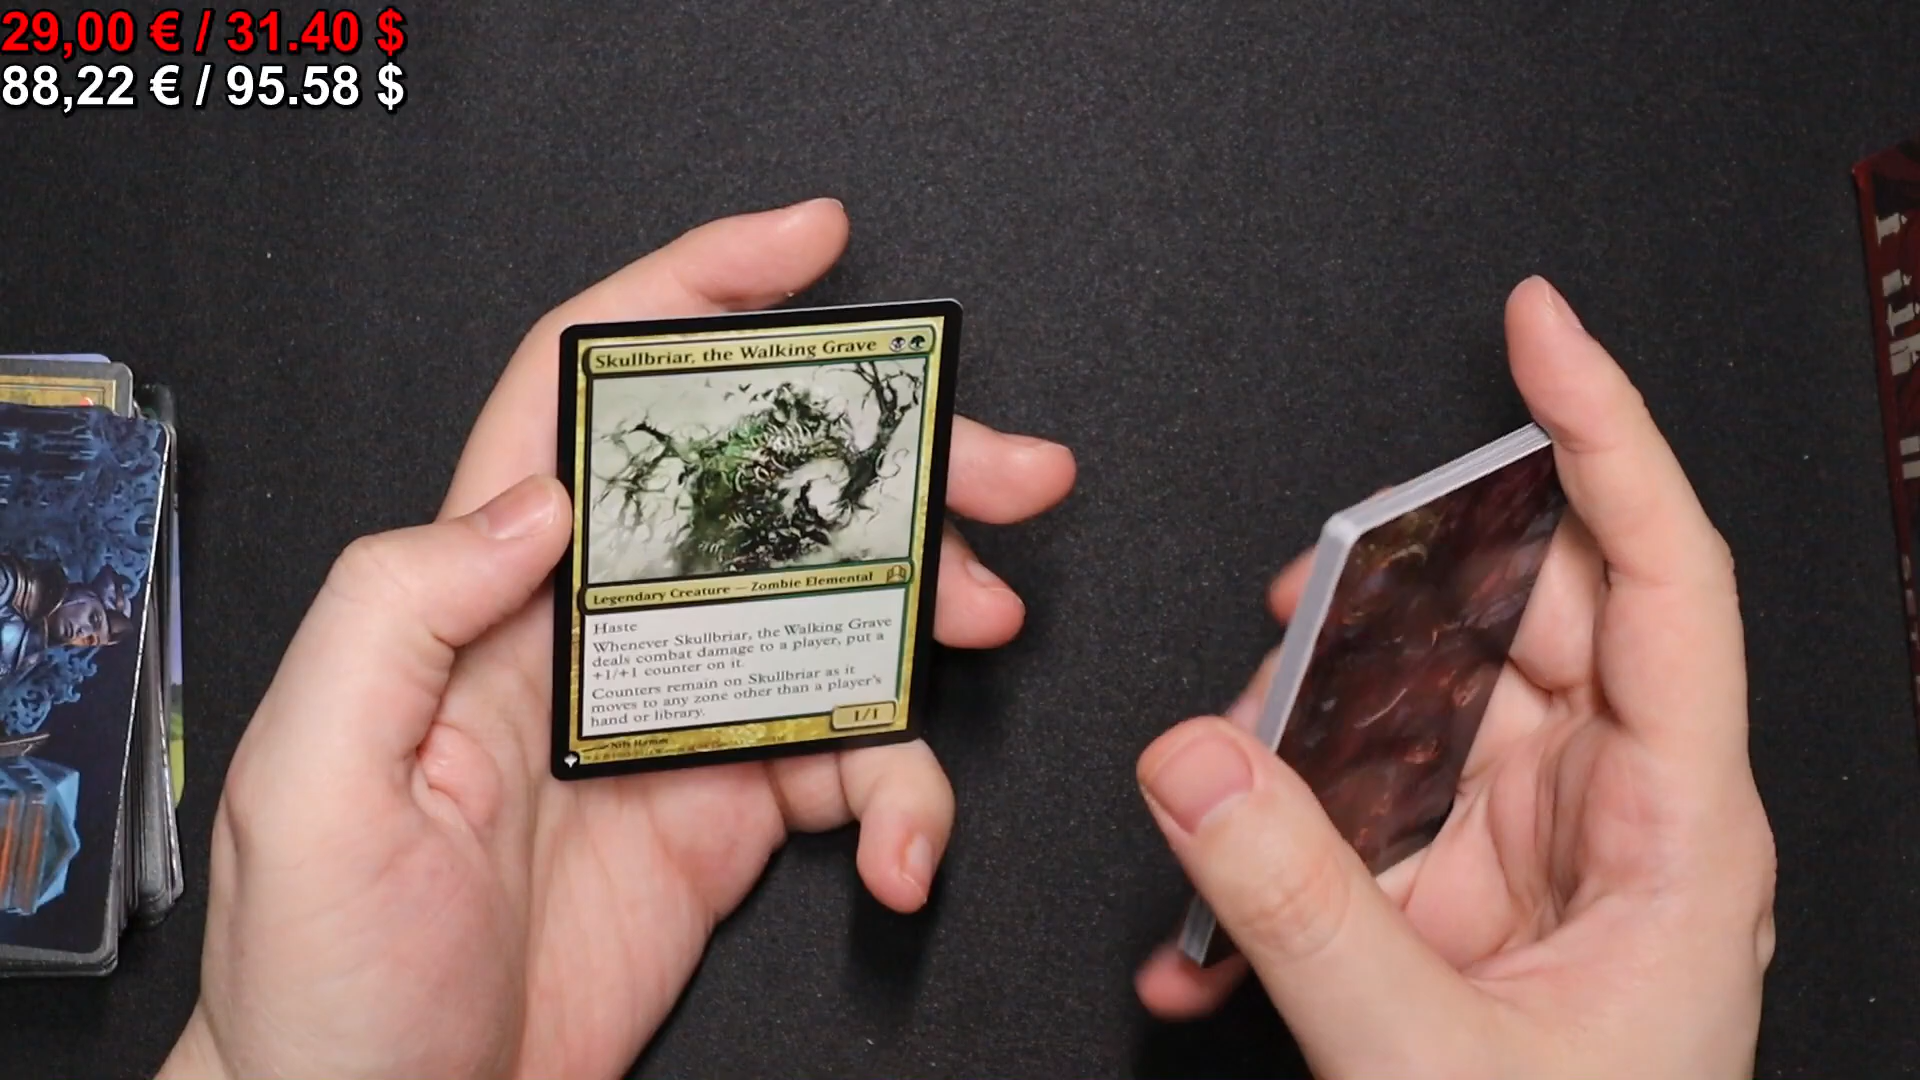 29,00 € / 31.40 $
88,22 € / 95.58 $
Skullbriar, the Walking Grave
Legendary Creature — Zombie Elemental
Haste
Whenever Skullbriar, the Walking Grave
deals combat damage to a player, put a
+1/+1 counter on it.
Counters remain on Skullbriar as it
moves to any zone other than a player's
hand or library.
1/1
Nils Hamm